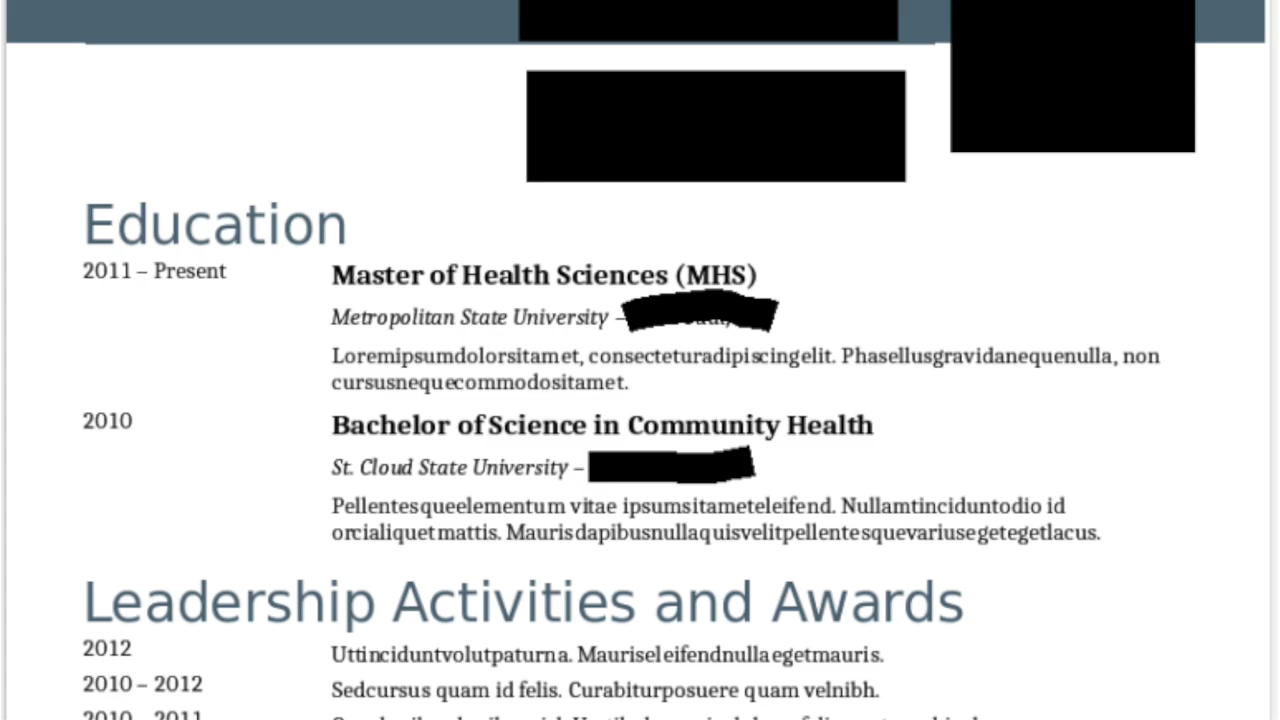 Education
2011 – Present
Master of Health Sciences (MHS)
Metropolitan State University –
Loremipsumdolorsitamet, consecteturadipiscingelit. Phasellusgravidanequenulla, non
cursusnequecommodositamet.
2010
Bachelor of Science in Community Health
St. Cloud State University –
Pellentesqueelementum vitae ipsumsitameteleifend. Nullamtinciduntodio id
orcialiquetmattis. Maurisdapibusnullaquisvelitpellentesquevariusegetegetlacus.
Leadership Activities and Awards
2012
Uttinciduntvolutpaturna. Mauriseleifendnullaegetmauris.
2010 – 2012
Sedcursus quam id felis. Curabiturposuere quam velnibh.
2010 – 2011